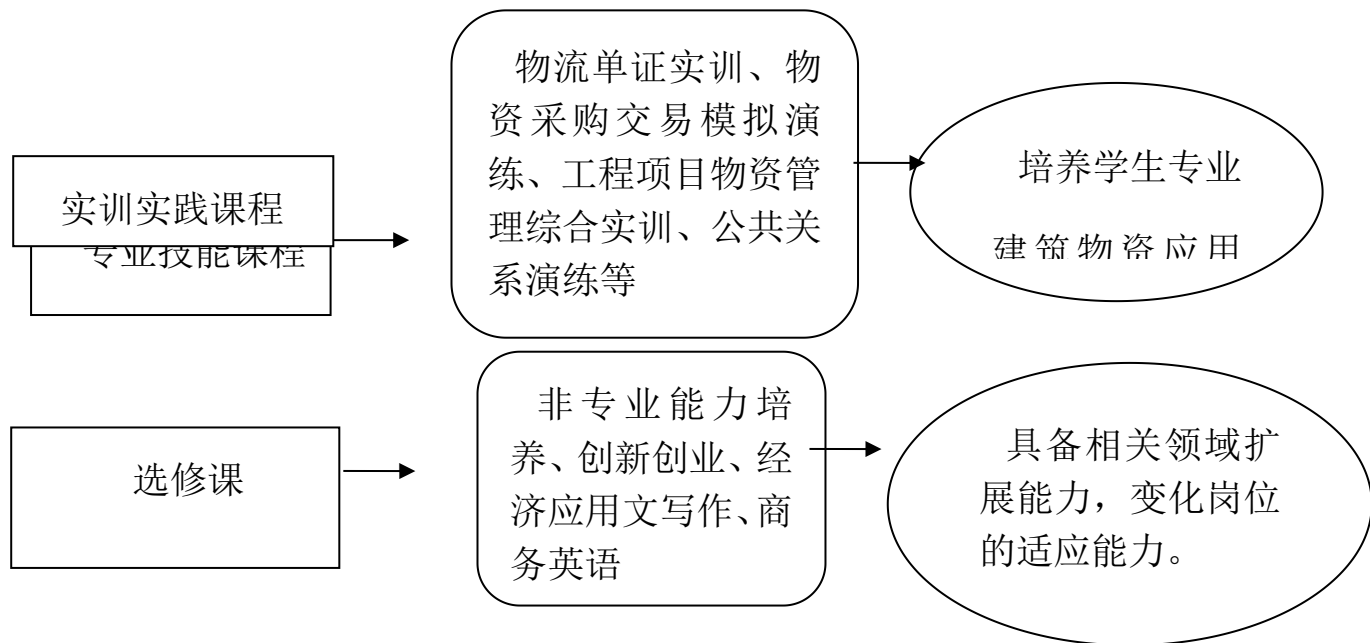 物流单证实训、物
资采购交易模拟演
练、工程项目物资管
理综合实训、公共关
系演练等
实训实践课程
专业技能课程
培养学生专业
建筑物资应用
非专业能力培
养、创新创业、经
济应用文写作、商
务英语
选修课
具备相关领域扩
展能力，变化岗位
的适应能力。